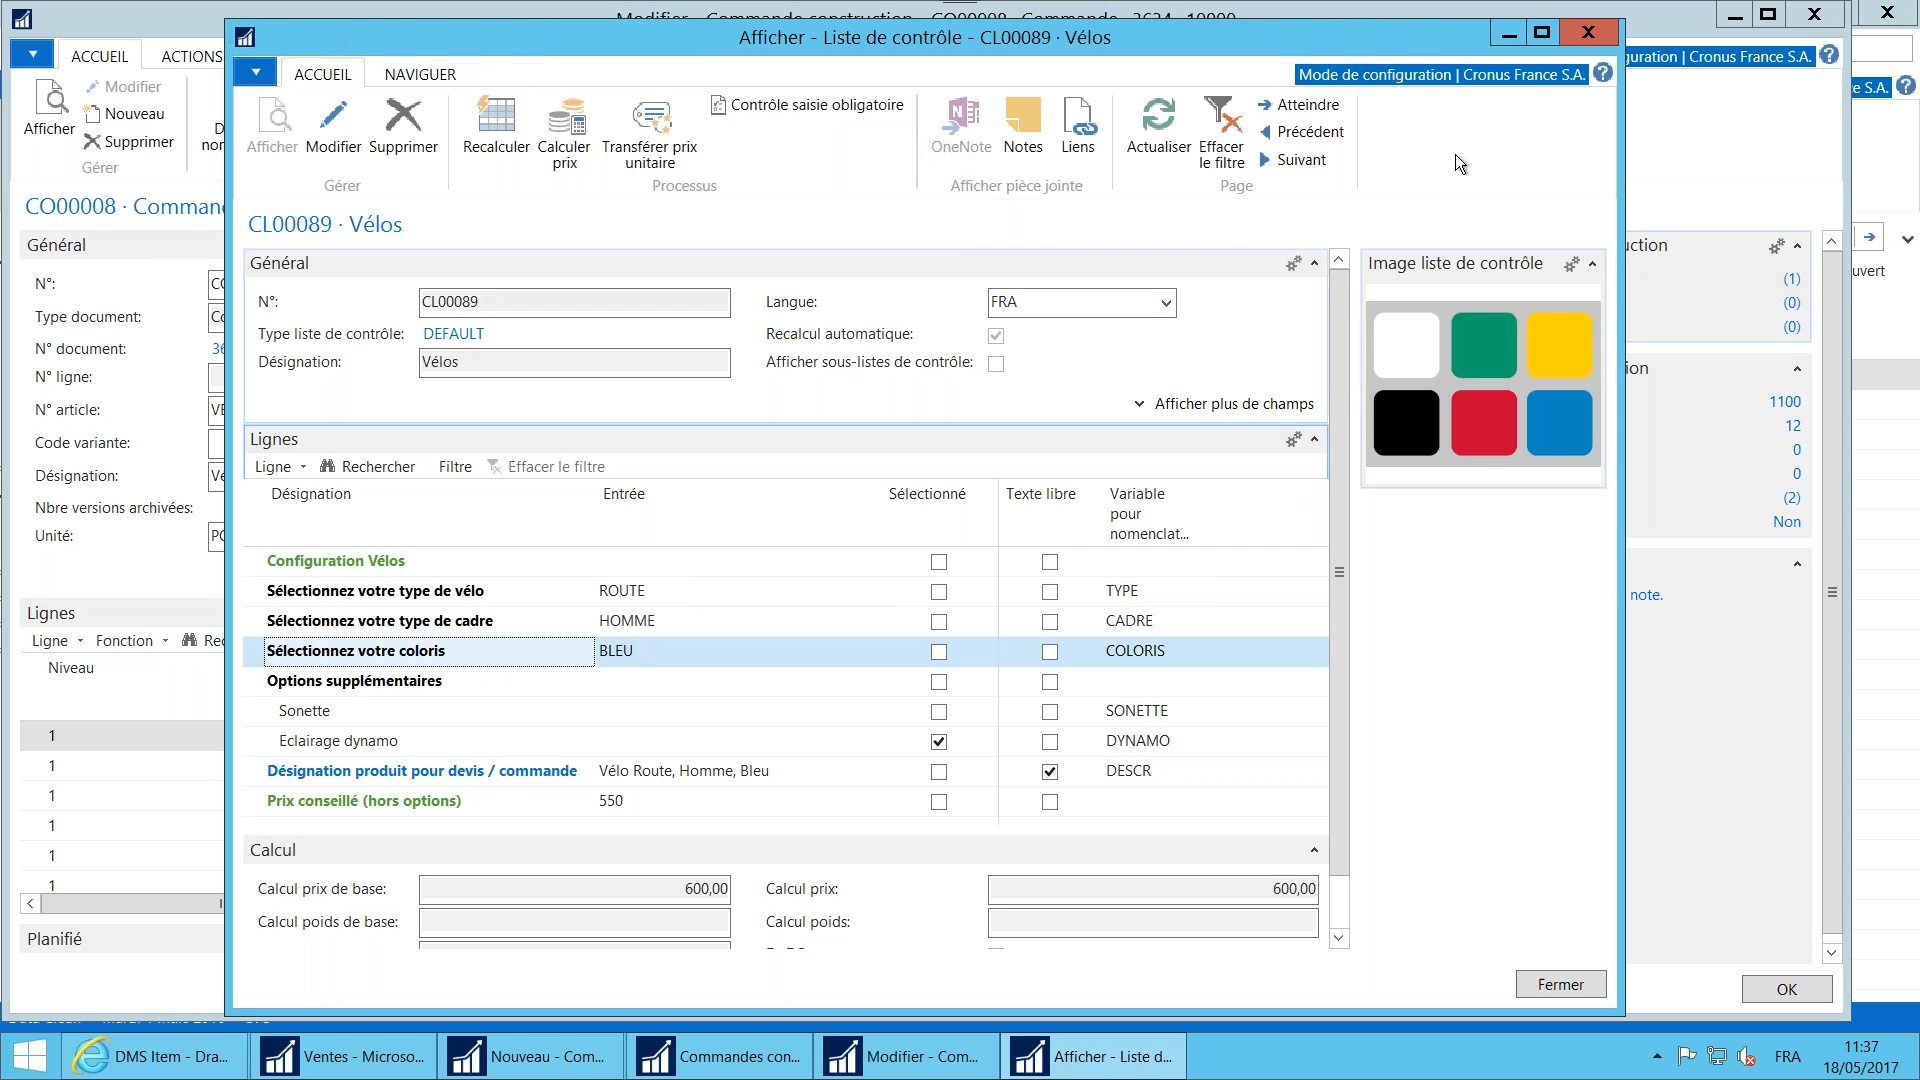 Afficher - Liste de contrôle - CL00089 · Vélos
ACCUEIL
ACTIONS
ACCUEIL
NAVIGUER
Mode de configuration | Cronus France S.A.
guration | Cronus France S.A.
e S.A.
Afficher
Modifier
Nouveau
Supprimer
Gérer
Afficher
Modifier
Supprimer
Gérer
Recalculer
Calculer
prix
Transférer prix
unitaire
Contrôle saisie obligatoire
Processus
OneNote
Notes
Liens
Afficher pièce jointe
Actualiser
Effacer
le filtre
Atteindre
Précédent
Suivant
Page
CO00008 · Comman
Général
N°:
Type document:
N° document:
N° ligne:
N° article:
Code variante:
Désignation:
Nbre versions archivées:
Unité:
Lignes
Ligne
Fonction
Niveau
1
1
1
1
1
1
Planifié
CL00089 · Vélos
Général
N°:
CL00089
Langue:
FRA
Type liste de contrôle:
DEFAULT
Recalcul automatique:
Désignation:
Vélos
Afficher sous-listes de contrôle:
Afficher plus de champs
Lignes
Ligne
Rechercher
Filtre
Effacer le filtre
Désignation Entrée Sélectionné Texte libre Variable
pour
nomenclat...
Configuration Vélos
Sélectionnez votre type de vélo ROUTE TYPE
Sélectionnez votre type de cadre HOMME CADRE
Sélectionnez votre coloris BLEU COLORIS
Options supplémentaires
Sonette SONETTE
Eclairage dynamo DYNAMO
Désignation produit pour devis / commande Vélo Route, Homme, Bleu DESCR
Prix conseillé (hors options) 550
Calcul
Calcul prix de base:
600,00
Calcul prix:
600,00
Calcul poids de base:
Calcul poids:
Fermer
Image liste de contrôle
uction
(1)
(0)
(0)
ion
1100
12
0
0
(2)
Non
note.
uvert
OK
DMS Item - Dra...
Ventes - Microso...
Nouveau - Com...
Commandes con...
Modifier - Com...
Afficher - Liste d...
FRA
11:37
18/05/2017